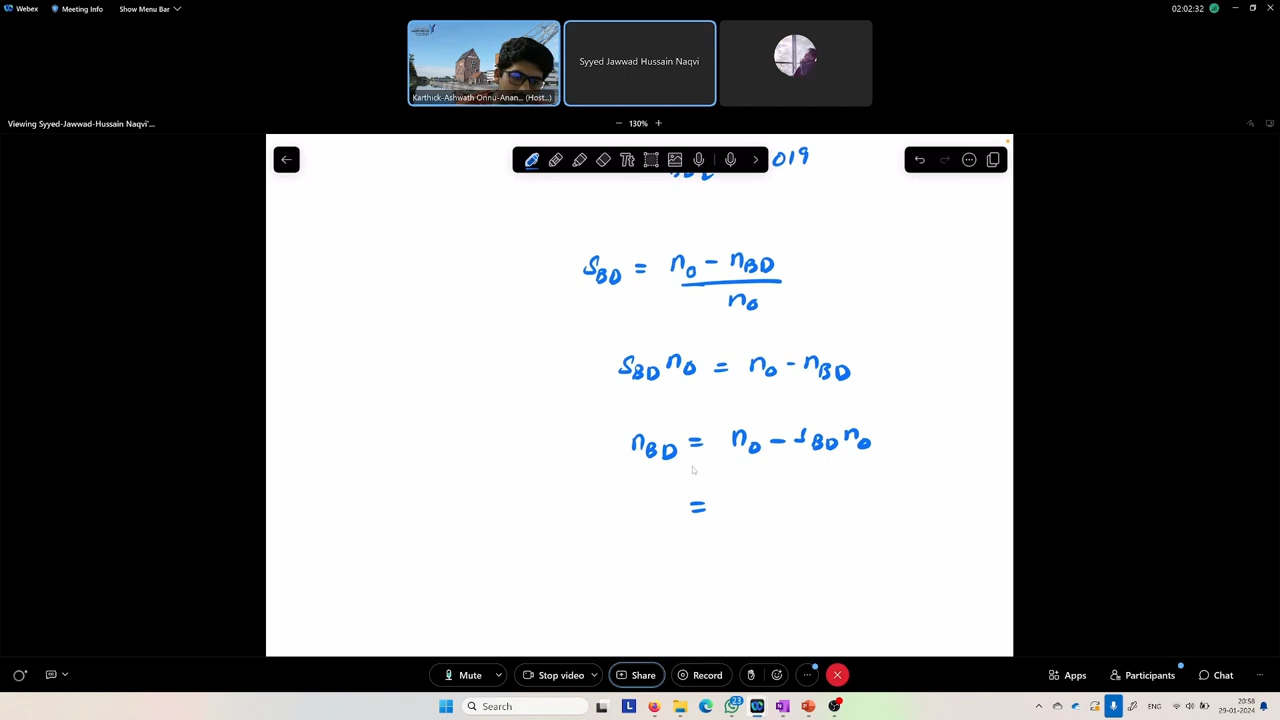 Webex Meeting Info Show Menu Bar 02:02:32
Karthick-Ashwath Onnu-Anan... (Host...)
Syyed Jawwad Hussain Naqvi
Viewing Syyed-Jawwad-Hussain Naqvi'...
− 130% +
019
S_BD = (n_0 − n_BD) / n_0
S_BD n_0 = n_0 − n_BD
n_BD = n_0 − S_BD n_0
=
Mute Stop video Share Record Apps Participants Chat
Search 23 ENG 20:58
29-01-2024